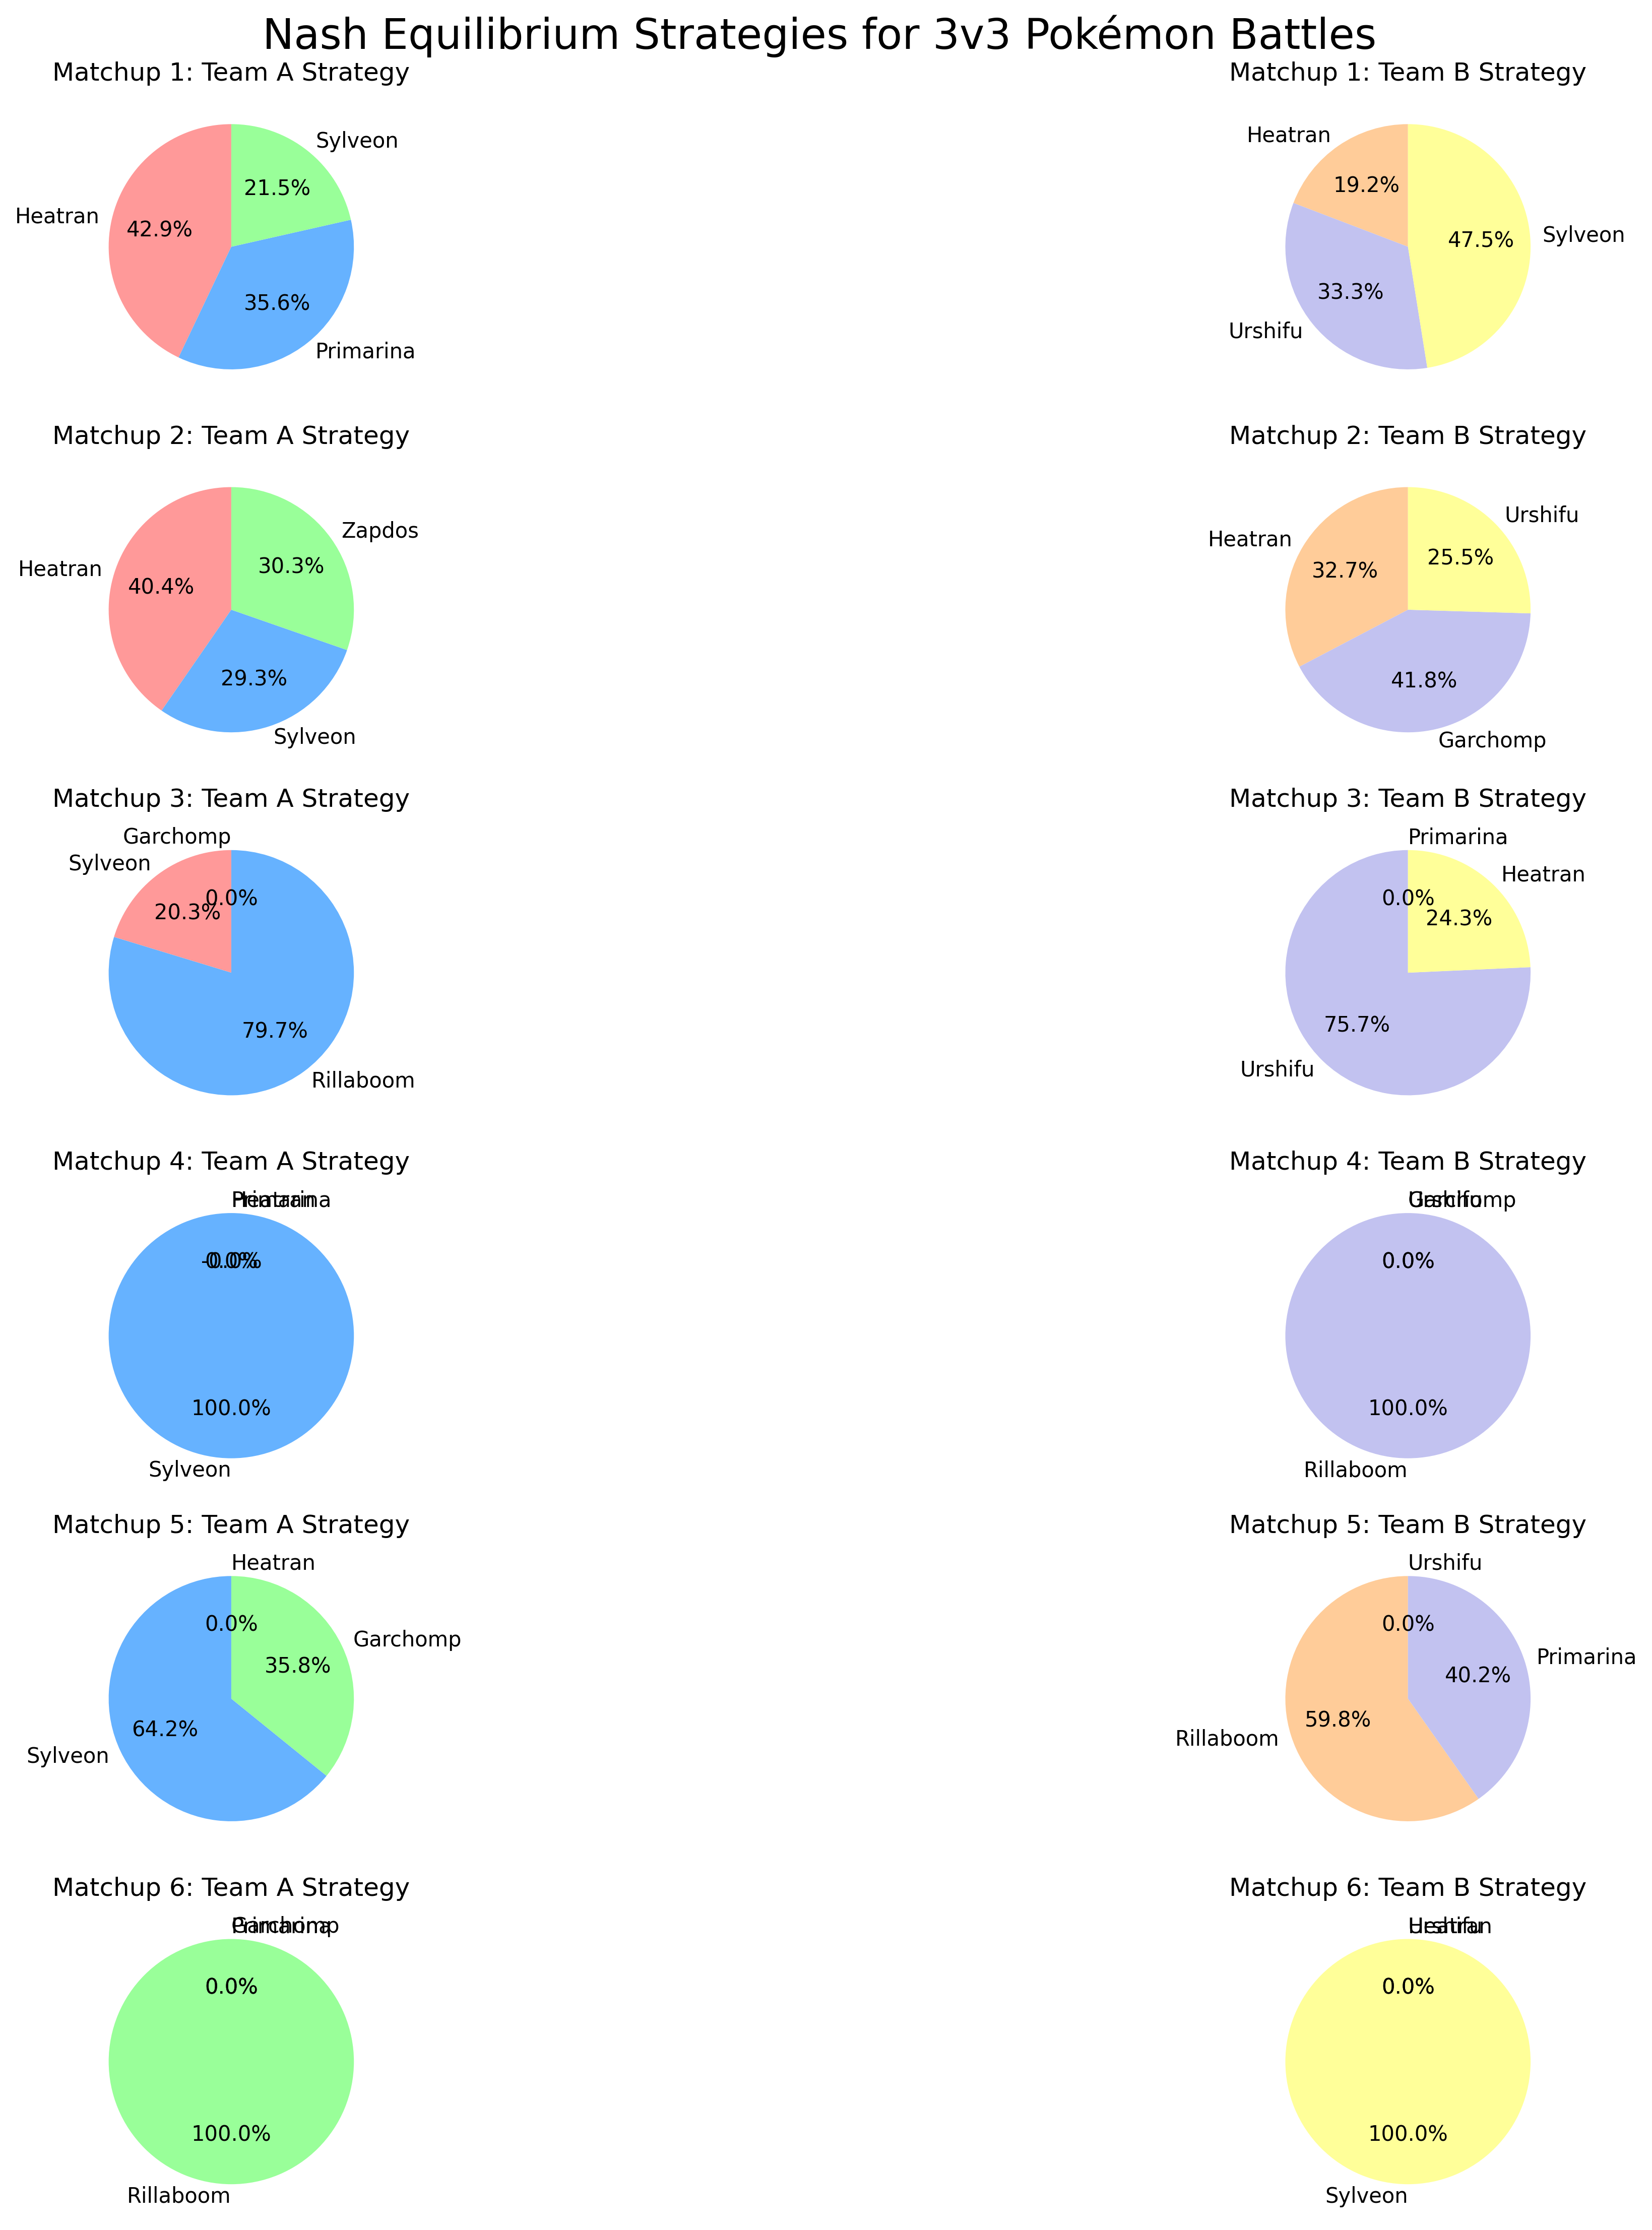 Nash Equilibrium Strategies for 3v3 Pokémon Battles
Matchup 1: Team A Strategy
Sylveon
21.5%
Heatran
42.9%
35.6%
Primarina
Matchup 1: Team B Strategy
Heatran
19.2%
47.5%
Sylveon
33.3%
Urshifu
Matchup 2: Team A Strategy
Zapdos
30.3%
Heatran
40.4%
29.3%
Sylveon
Matchup 2: Team B Strategy
Urshifu
25.5%
Heatran
32.7%
41.8%
Garchomp
Matchup 3: Team A Strategy
Garchomp
Sylveon
0.0%
20.3%
79.7%
Rillaboom
Matchup 3: Team B Strategy
Primarina
Heatran
0.0%
24.3%
75.7%
Urshifu
Matchup 4: Team A Strategy
Primarina
Heatran
-0.0%
0.0%
100.0%
Sylveon
Matchup 4: Team B Strategy
Urshifu
Garchomp
0.0%
0.0%
100.0%
Rillaboom
Matchup 5: Team A Strategy
Heatran
0.0%
Garchomp
35.8%
64.2%
Sylveon
Matchup 5: Team B Strategy
Urshifu
0.0%
Primarina
40.2%
59.8%
Rillaboom
Matchup 6: Team A Strategy
Garchomp
Primarina
0.0%
0.0%
100.0%
Rillaboom
Matchup 6: Team B Strategy
Urshifu
Heatran
0.0%
0.0%
100.0%
Sylveon